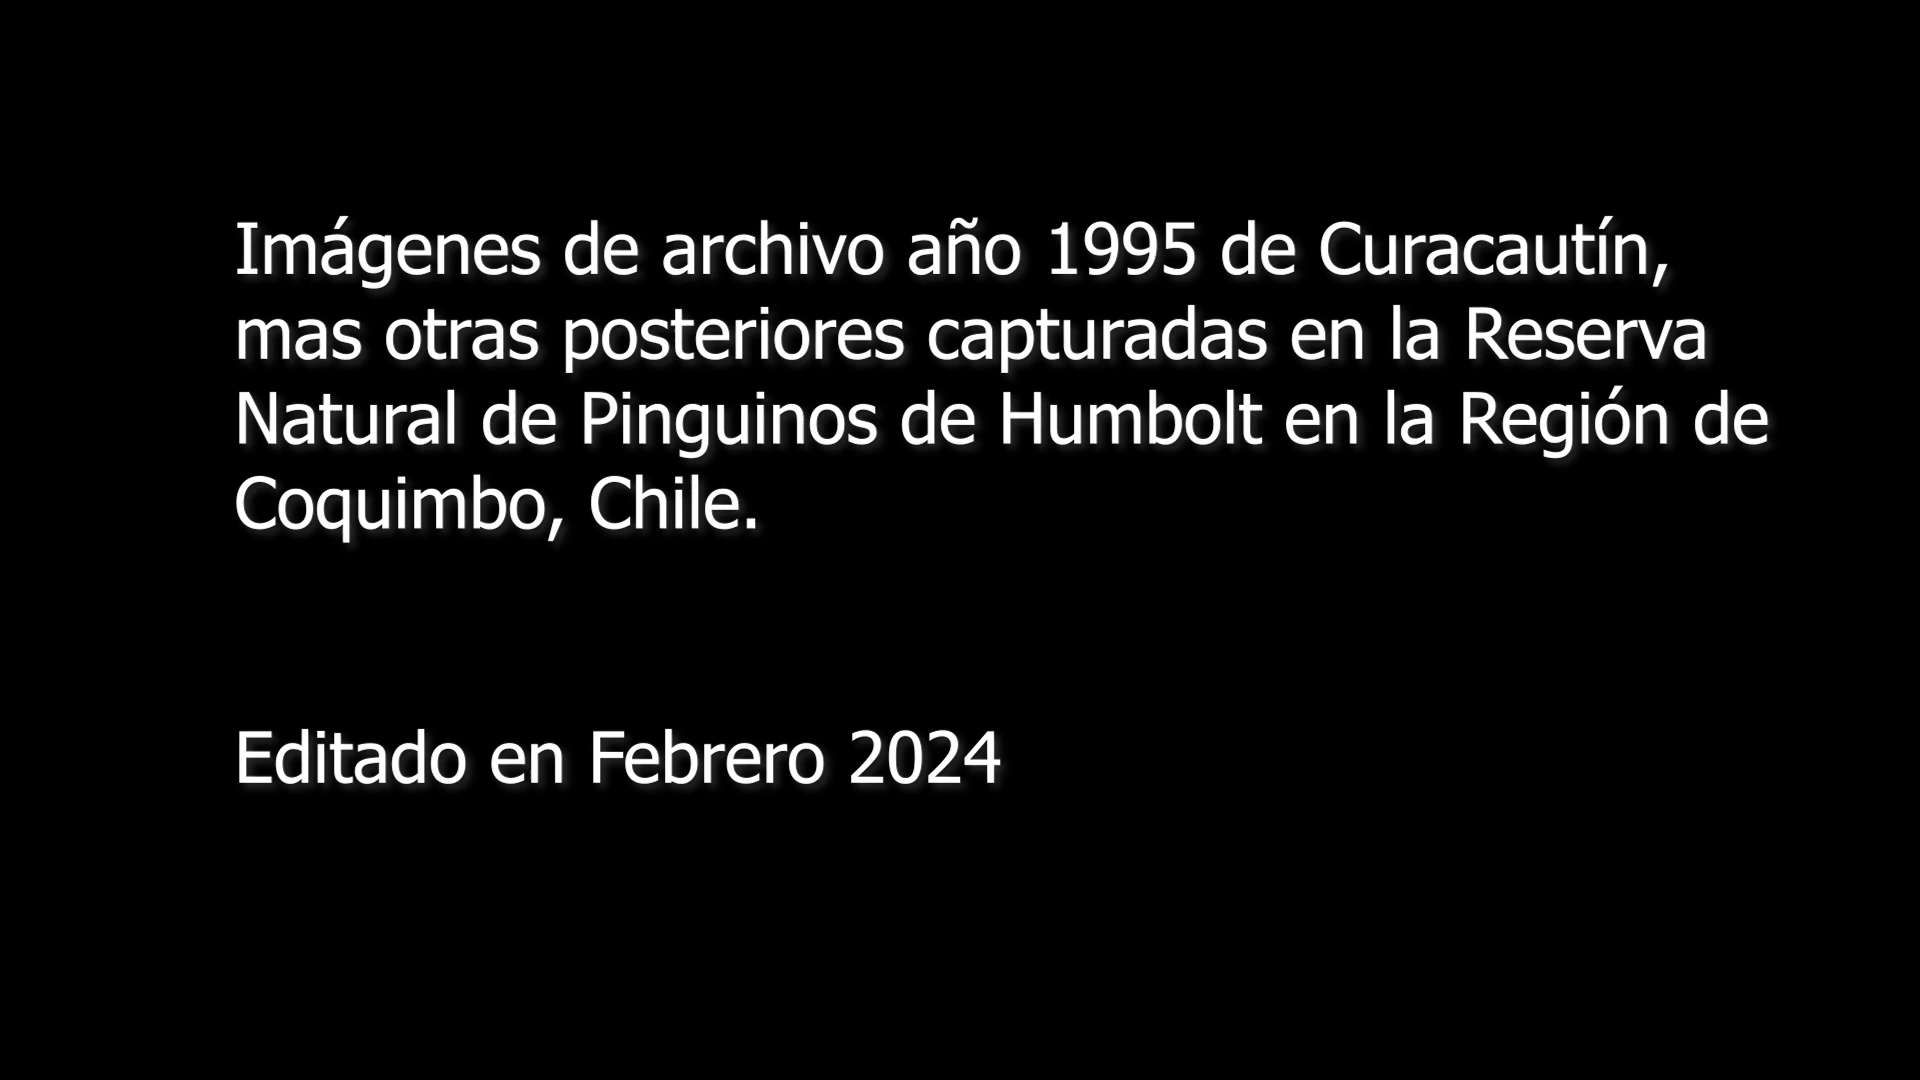 Imágenes de archivo año 1995 de Curacautín,
mas otras posteriores capturadas en la Reserva
Natural de Pinguinos de Humbolt en la Región de
Coquimbo, Chile.
Editado en Febrero 2024